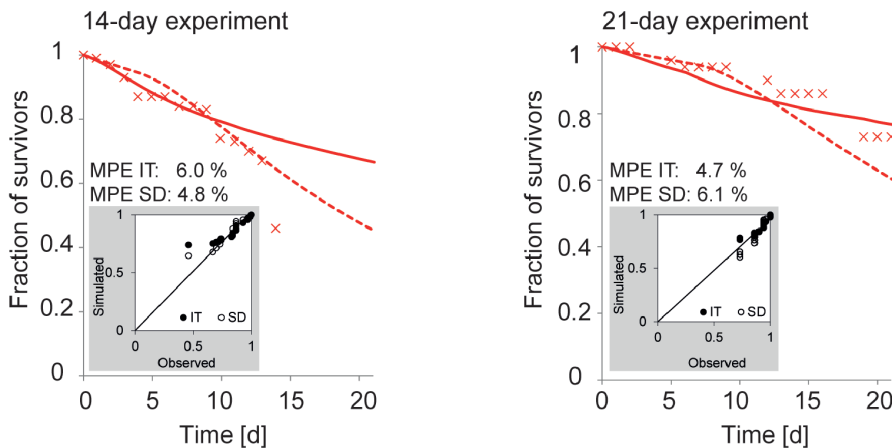 14-day experiment
Fraction of survivors
1
0.8
0.6
0.4
0.2
0
MPE IT: 6.0 %
MPE SD: 4.8 %
Simulated
1
0.5
0
IT
SD
0
0.5
1
Observed
0
5
10
15
20
Time [d]
21-day experiment
Fraction of survivors
1
0.8
0.6
0.4
0.2
0
MPE IT: 4.7 %
MPE SD: 6.1 %
Simulated
1
0.5
0
IT
SD
0
0.5
1
Observed
0
5
10
15
20
Time [d]